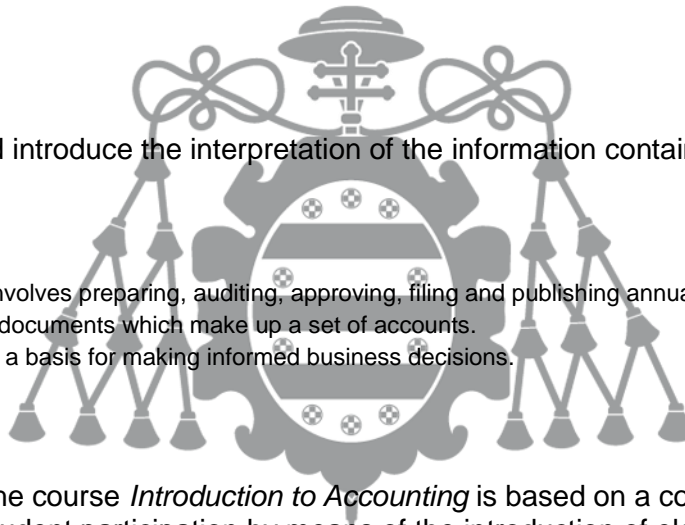 l introduce the interpretation of the information contai
nvolves preparing, auditing, approving, filing and publishing annua
documents which make up a set of accounts.
a basis for making informed business decisions.
he course Introduction to Accounting is based on a co
udent participation by means of the introduction of